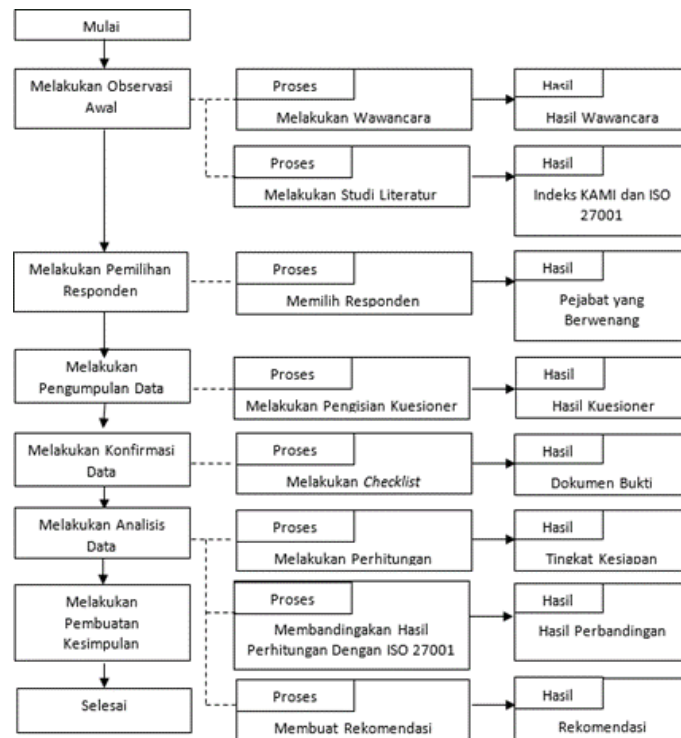 Mulai
Melakukan Observasi
Awal
Proses
Melakukan Wawancara
Hasil
Hasil Wawancara
Proses
Melakukan Studi Literatur
Hasil
Indeks KAMI dan ISO
27001
Melakukan Pemilihan
Responden
Proses
Memilih Responden
Hasil
Pejabat yang
Berwenang
Melakukan
Pengumpulan Data
Proses
Melakukan Pengisian Kuesioner
Hasil
Hasil Kuesioner
Melakukan Konfirmasi
Data
Proses
Melakukan Checklist
Hasil
Dokumen Bukti
Melakukan Analisis
Data
Proses
Melakukan Perhitungan
Hasil
Tingkat Kesiapan
Proses
Membandingakan Hasil
Perhitungan Dengan ISO 27001
Hasil
Hasil Perbandingan
Proses
Membuat Rekomendasi
Hasil
Rekomendasi
Melakukan
Pembuatan
Kesimpulan
Selesai